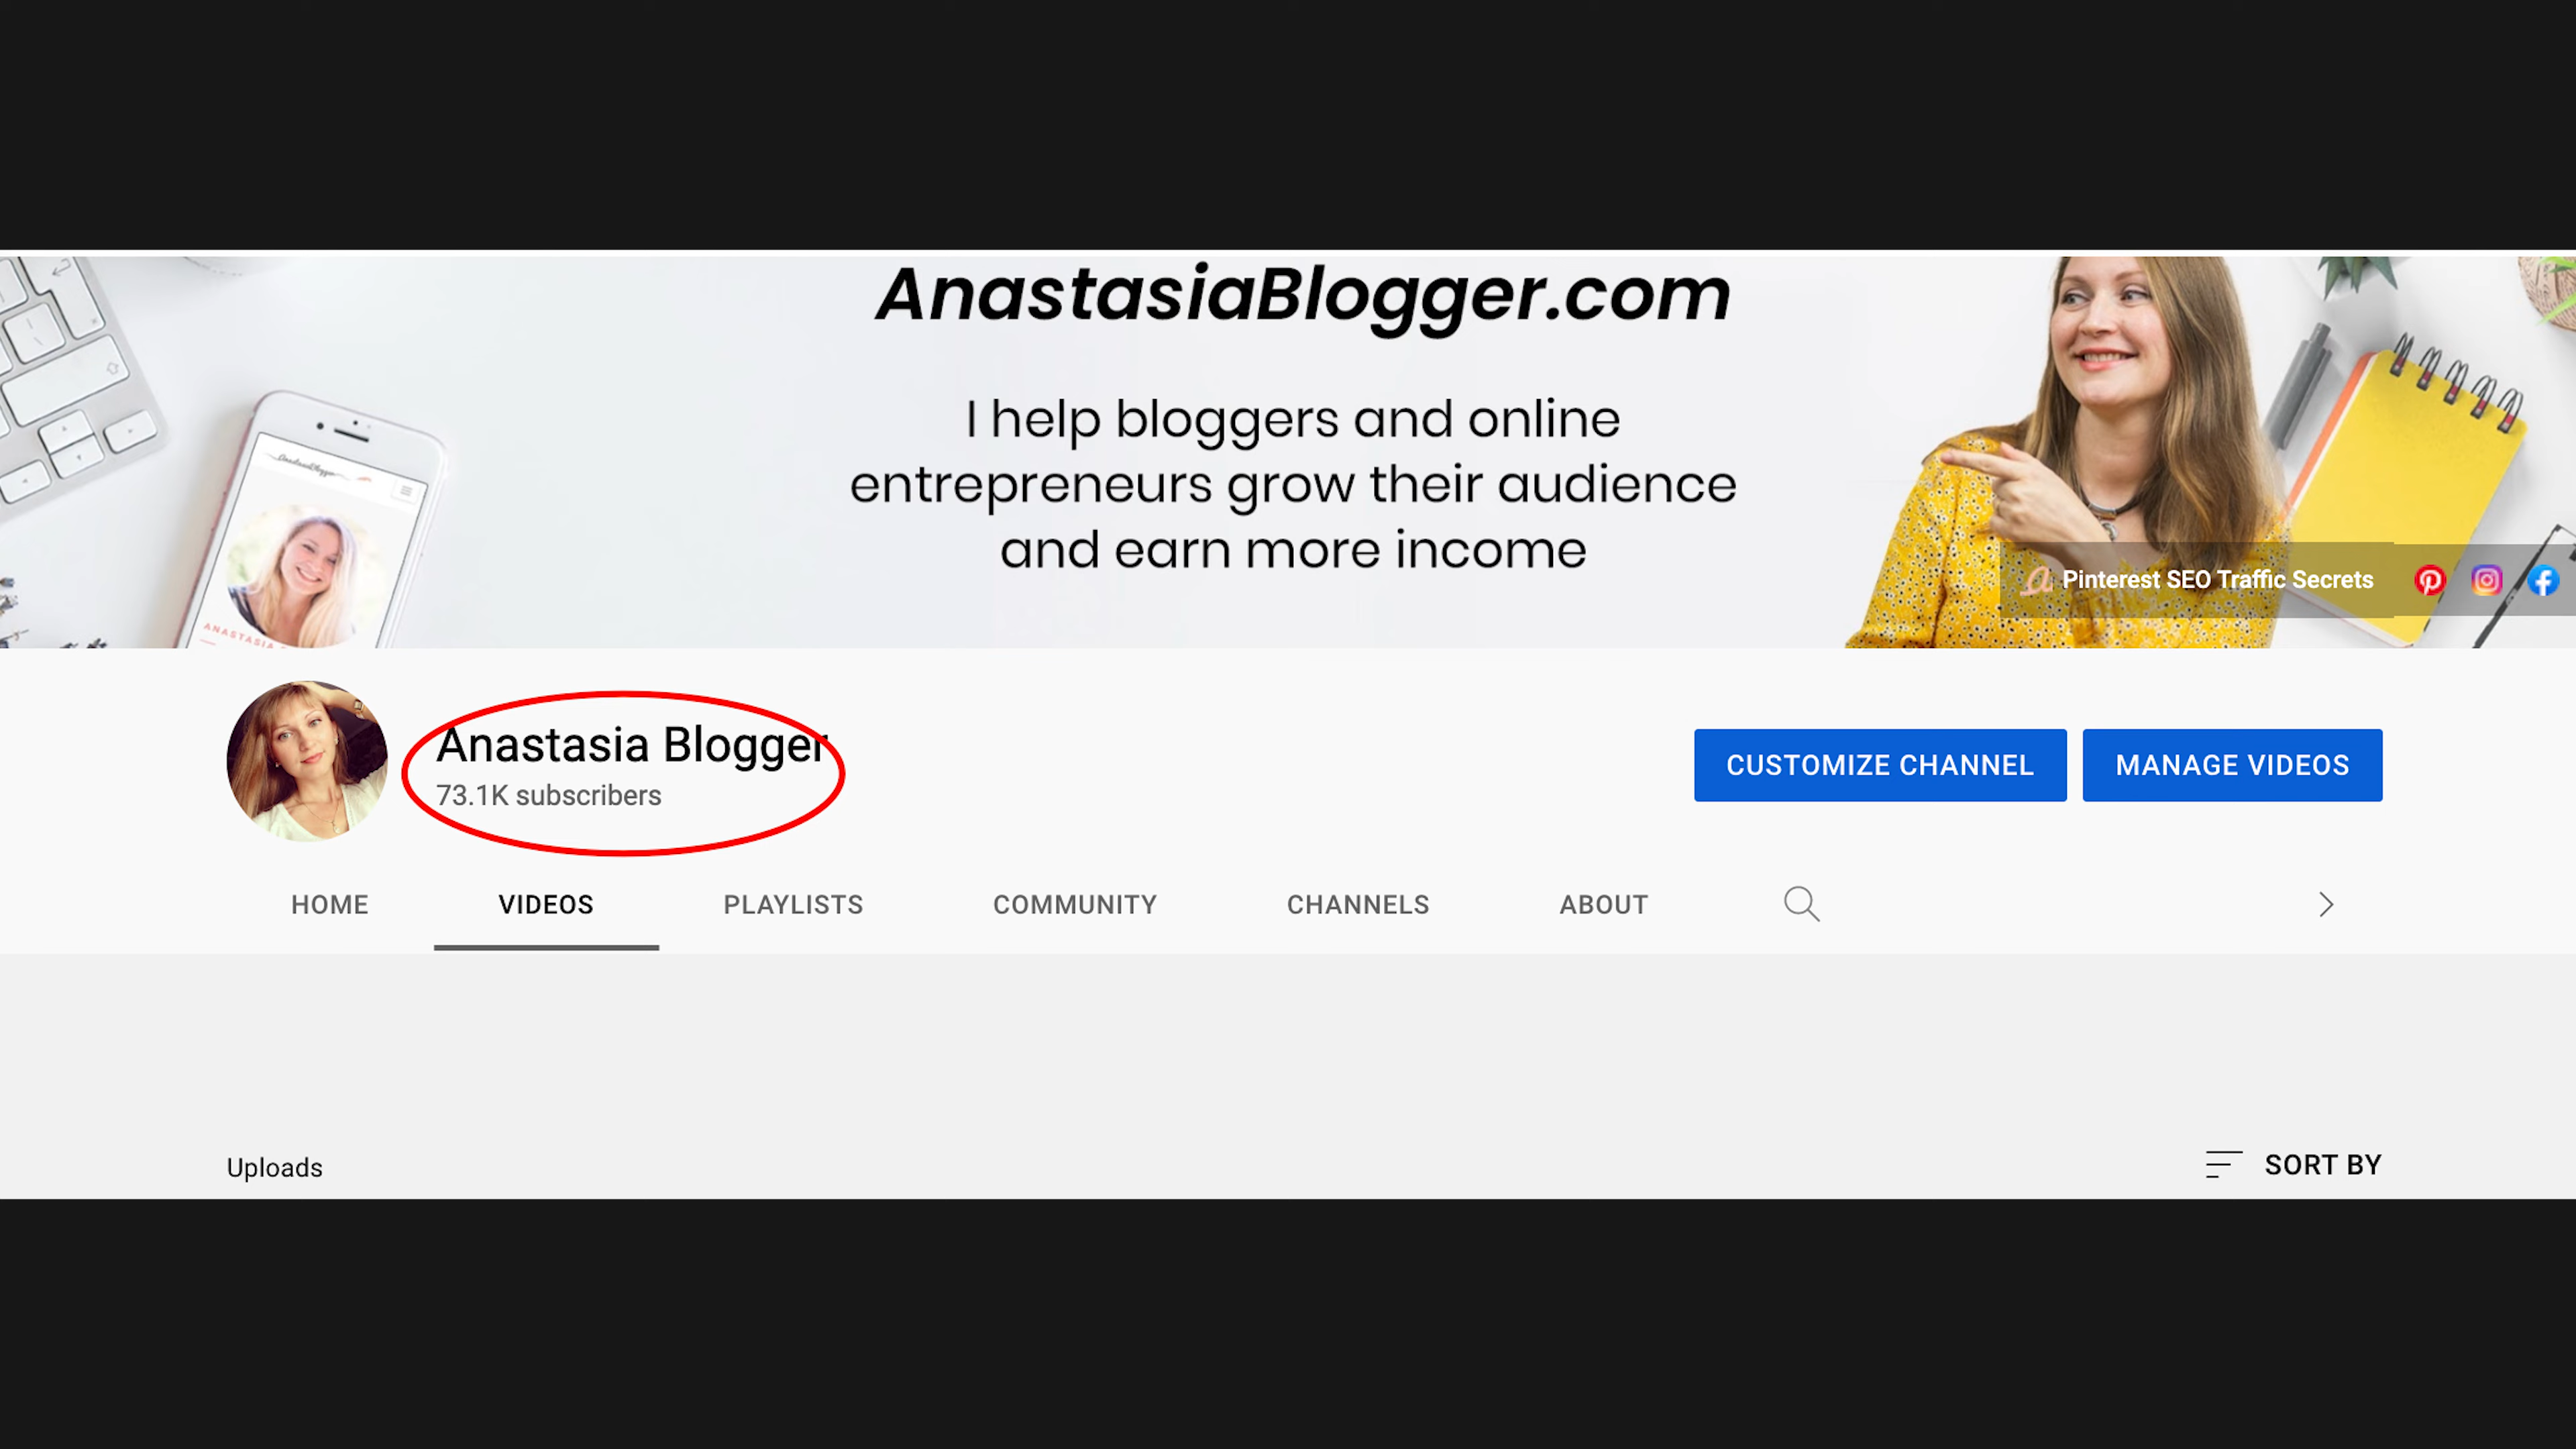 AnastasiaBlogger.com
I help bloggers and online
entrepreneurs grow their audience
and earn more income
Pinterest SEO Traffic Secrets
Anastasia Blogger
73.1K subscribers
CUSTOMIZE CHANNEL
MANAGE VIDEOS
HOME
VIDEOS
PLAYLISTS
COMMUNITY
CHANNELS
ABOUT
Uploads
SORT BY